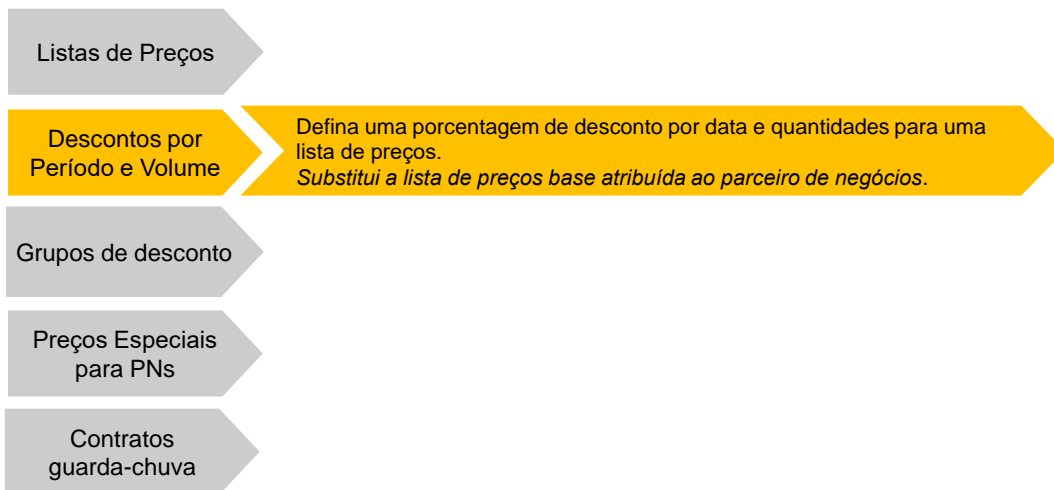 Listas de Preços
Descontos por
Período e Volume
Defina uma porcentagem de desconto por data e quantidades para uma
lista de preços.
Substitui a lista de preços base atribuída ao parceiro de negócios.
Grupos de desconto
Preços Especiais
para PNs
Contratos
guarda-chuva